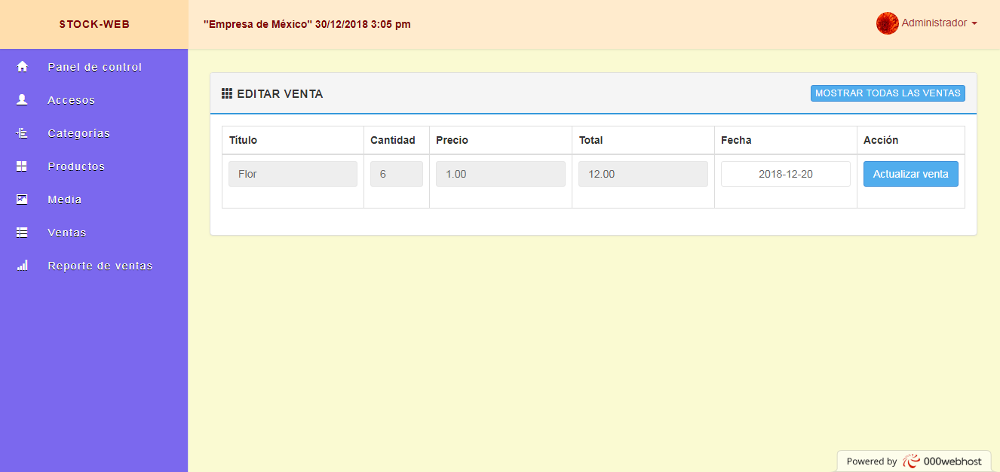 STOCK-WEB
"Empresa de México" 30/12/2018 3:05 pm
Administrador
Panel de control
Accesos
Categorías
Productos
Media
Ventas
Reporte de ventas
EDITAR VENTA
MOSTRAR TODAS LAS VENTAS
Título Cantidad Precio Total Fecha Acción
Flor 6 1.00 12.00 2018-12-20 Actualizar venta
Powered by 000webhost